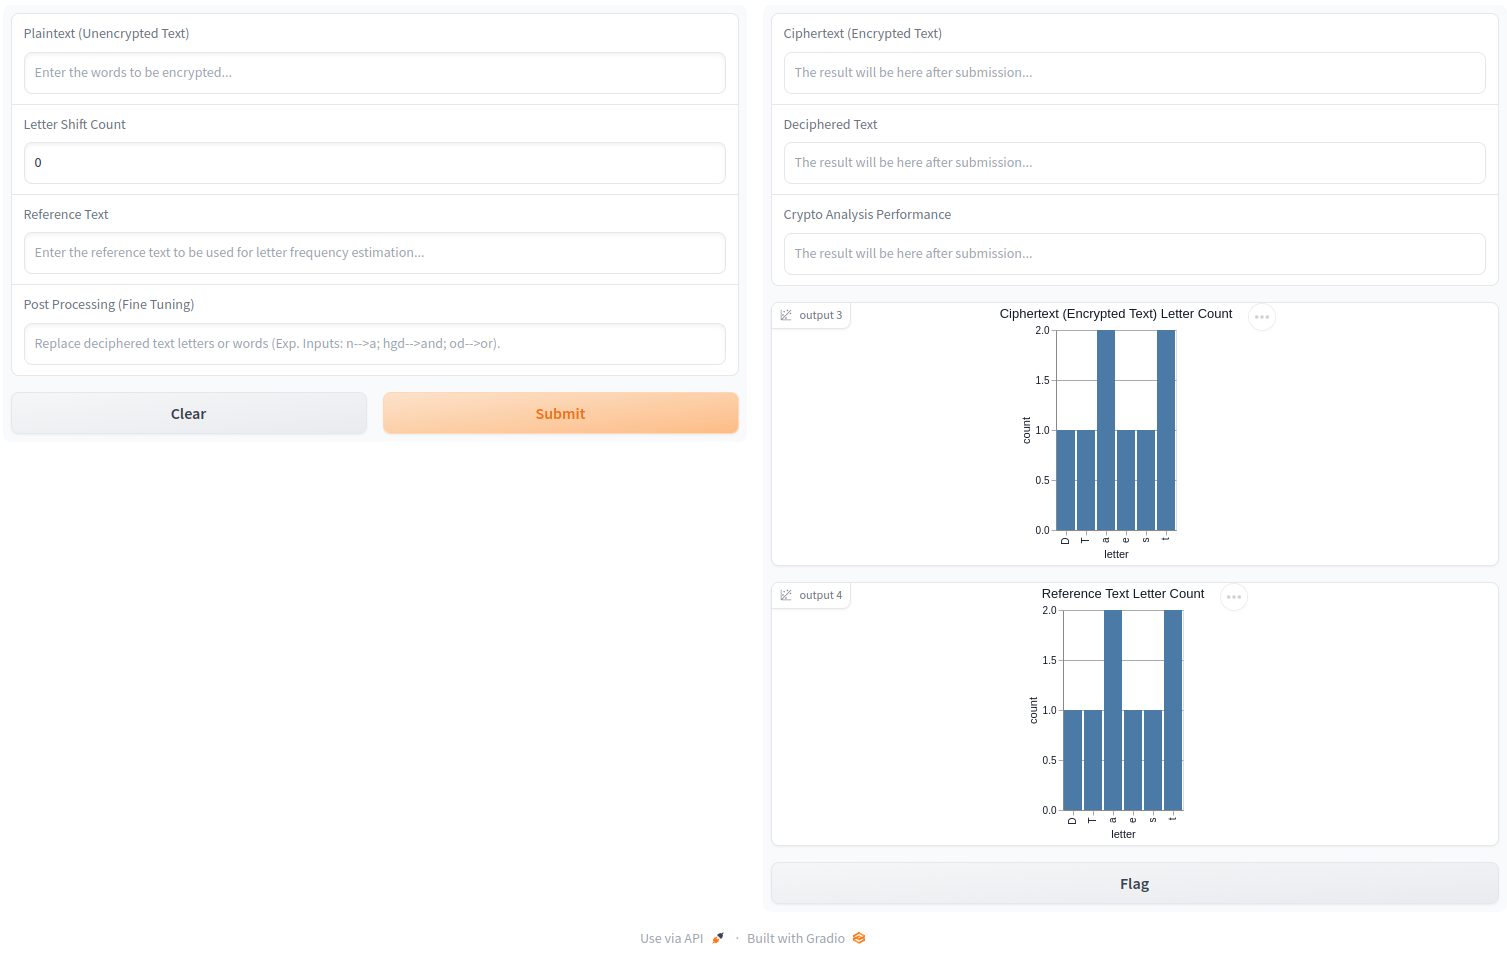 Plaintext (Unencrypted Text)
Enter the words to be encrypted...
Letter Shift Count
0
Reference Text
Enter the reference text to be used for letter frequency estimation...
Post Processing (Fine Tuning)
Replace deciphered text letters or words (Exp. Inputs: n-->a; hgd-->and; od-->or).
Clear
Submit
Ciphertext (Encrypted Text)
The result will be here after submission...
Deciphered Text
The result will be here after submission...
Crypto Analysis Performance
The result will be here after submission...
output 3
Ciphertext (Encrypted Text) Letter Count
2.0
1.5
1.0
0.5
0.0
count
D T a e s t
letter
output 4
Reference Text Letter Count
2.0
1.5
1.0
0.5
0.0
count
D T a e s t
letter
Flag
Use via API · Built with Gradio